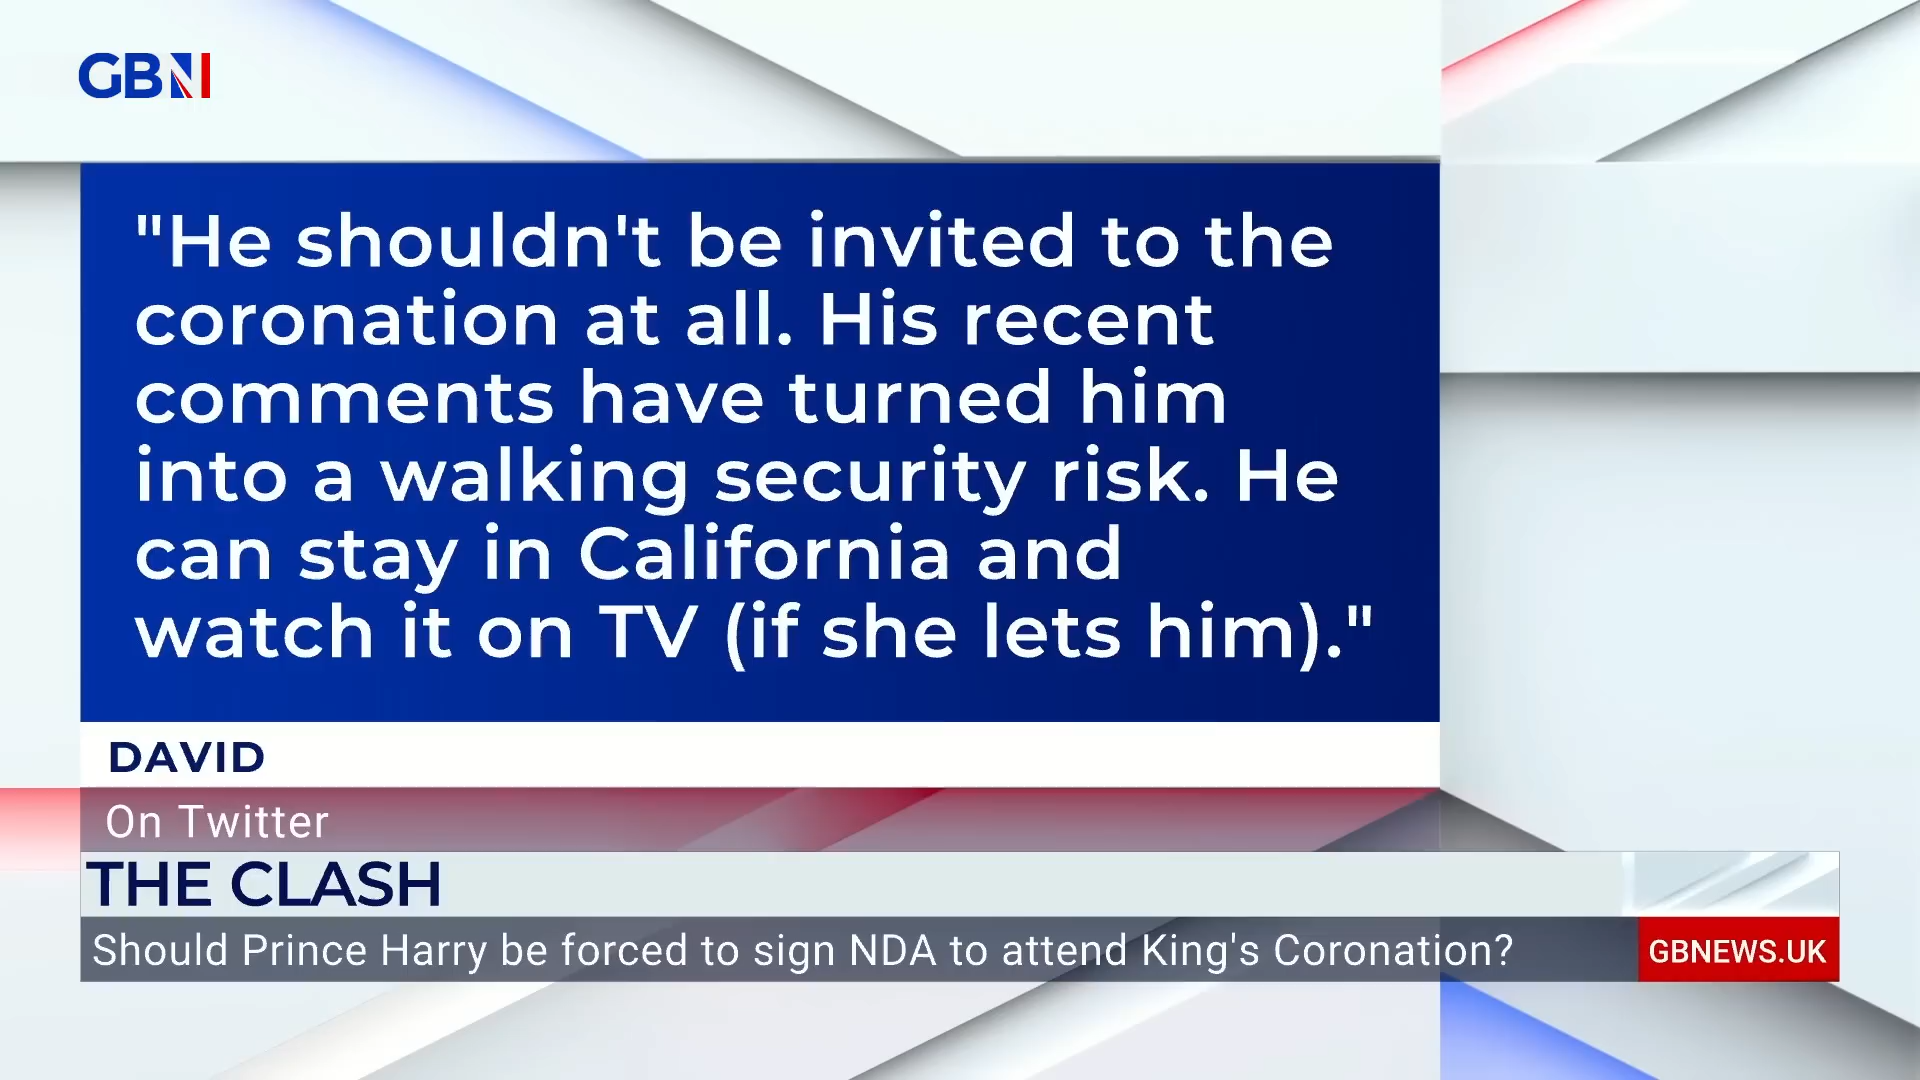 GBN
"He shouldn't be invited to the
coronation at all. His recent
comments have turned him
into a walking security risk. He
can stay in California and
watch it on TV (if she lets him)."
DAVID
On Twitter
THE CLASH
Should Prince Harry be forced to sign NDA to attend King's Coronation?
GBNEWS.UK